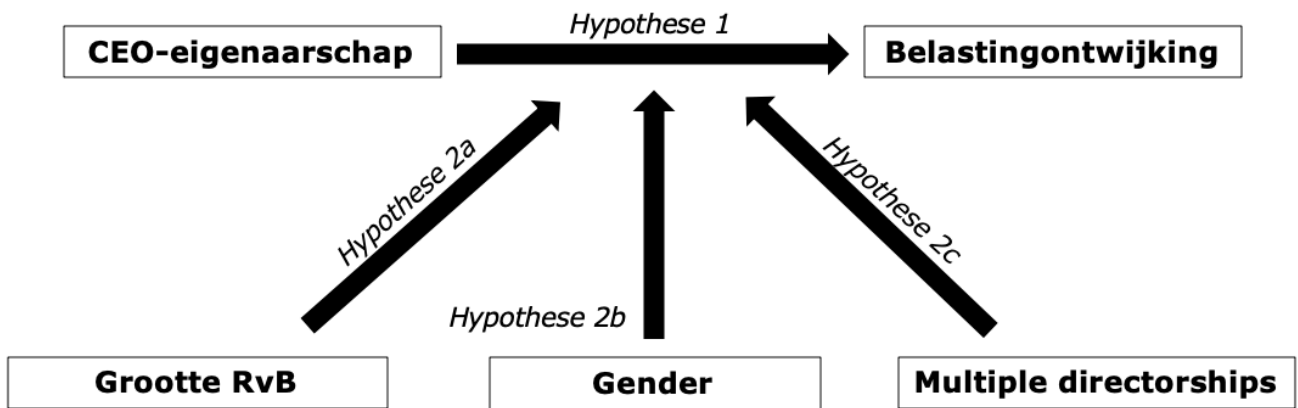 Hypothese 1
CEO-eigenaarschap
Belastingontwijking
Hypothese 2a
Hypothese 2b
Hypothese 2c
Grootte RvB
Gender
Multiple directorships